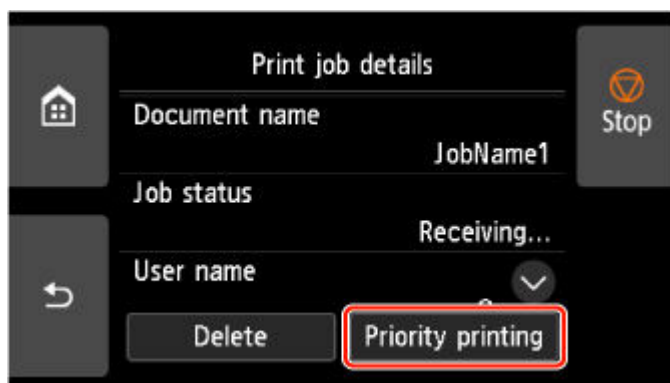 Print job details
Document name
JobName1
Stop
Job status
Receiving...
User name
Delete
Priority printing